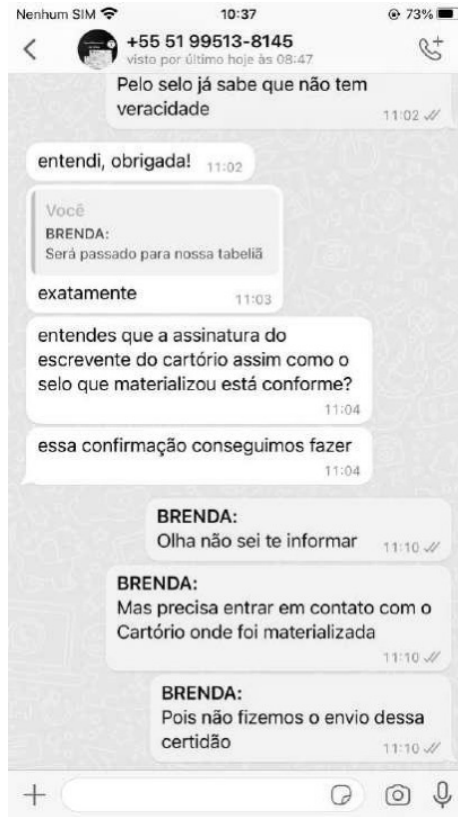 Nenhum SIM 10:37 73%
+55 51 99513-8145
visto por último hoje às 08:47
Pelo selo já sabe que não tem
veracidade 11:02
entendi, obrigada! 11:02
Você
BRENDA:
Será passado para nossa tabeliã
exatamente 11:03
entendes que a assinatura do
escrevente do cartório assim como o
selo que materializou está conforme?
11:04
essa confirmação conseguimos fazer
11:04
BRENDA:
Olha não sei te informar 11:10
BRENDA:
Mas precisa entrar em contato com o
Cartório onde foi materializada
11:10
BRENDA:
Pois não fizemos o envio dessa
certidão 11:10